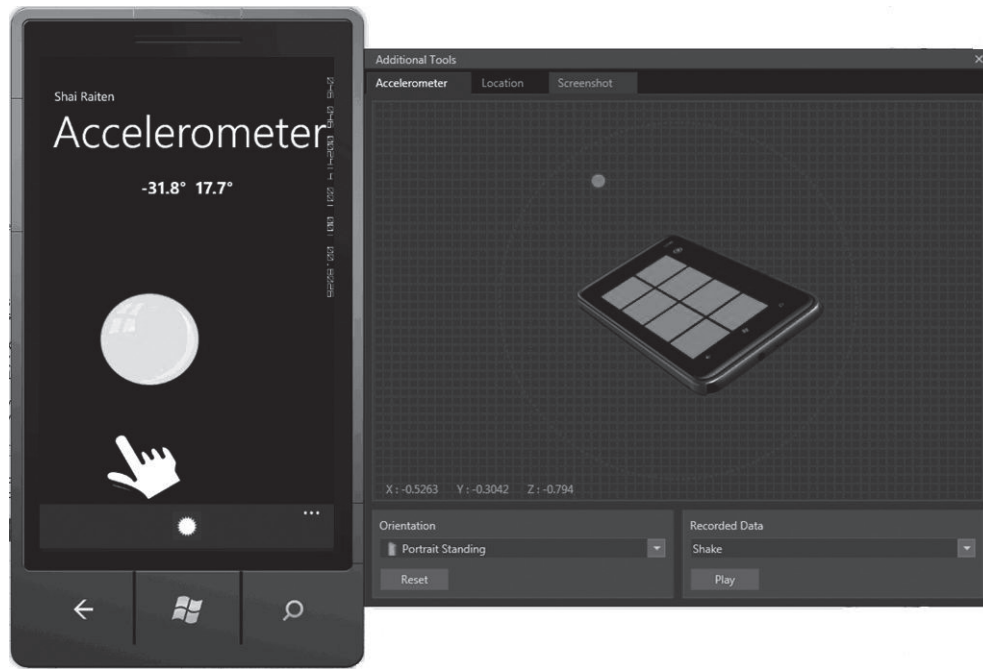 Shai Raiten
Accelerometer
-31.8° 17.7°
...
Additional Tools
Accelerometer Location Screenshot
X : -0.5263 Y : -0.3042 Z : -0.794
Orientation
Portrait Standing
Reset
Recorded Data
Shake
Play